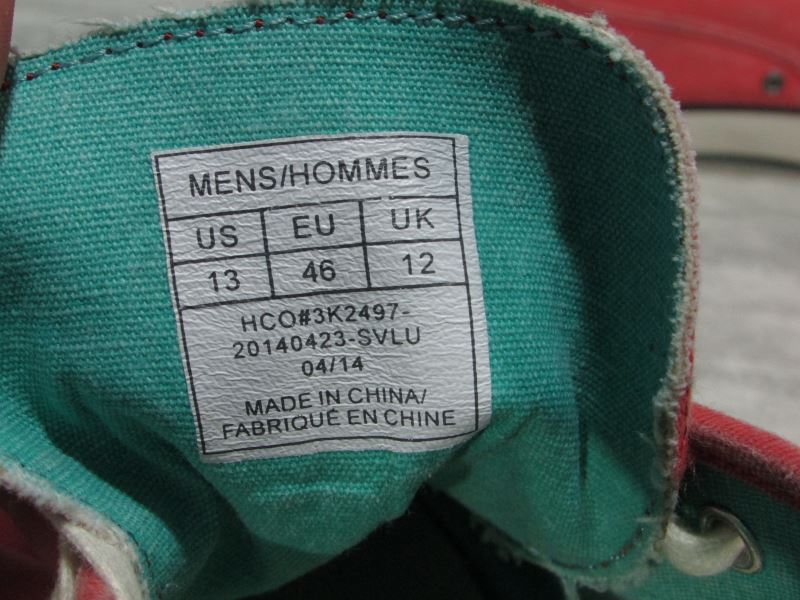 MENS/HOMMES
US EU UK
13 46 12
HCO#3K2497-
20140423-SVLU
04/14
MADE IN CHINA/
FABRIQUÉ EN CHINE